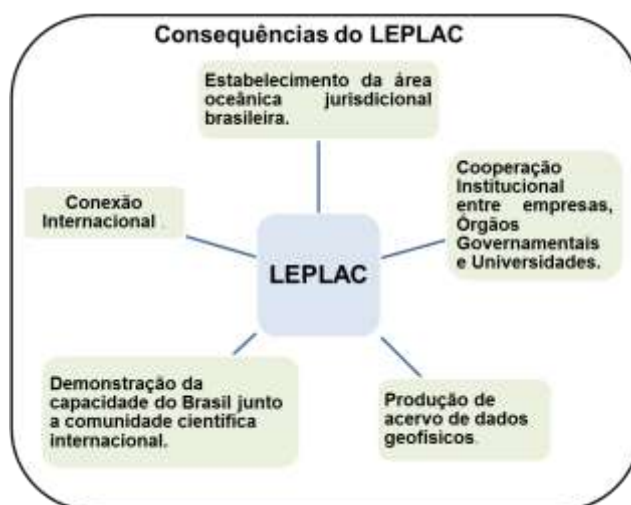 Consequências do LEPLAC
Estabelecimento da área
oceânica jurisdicional
brasileira.
Conexão
Internacional .
Cooperação
Institucional
entre empresas,
Órgãos
Governamentais
e Universidades.
LEPLAC
Demonstração da
capacidade do Brasil junto
a comunidade científica
internacional.
Produção de
acervo de dados
geofísicos.